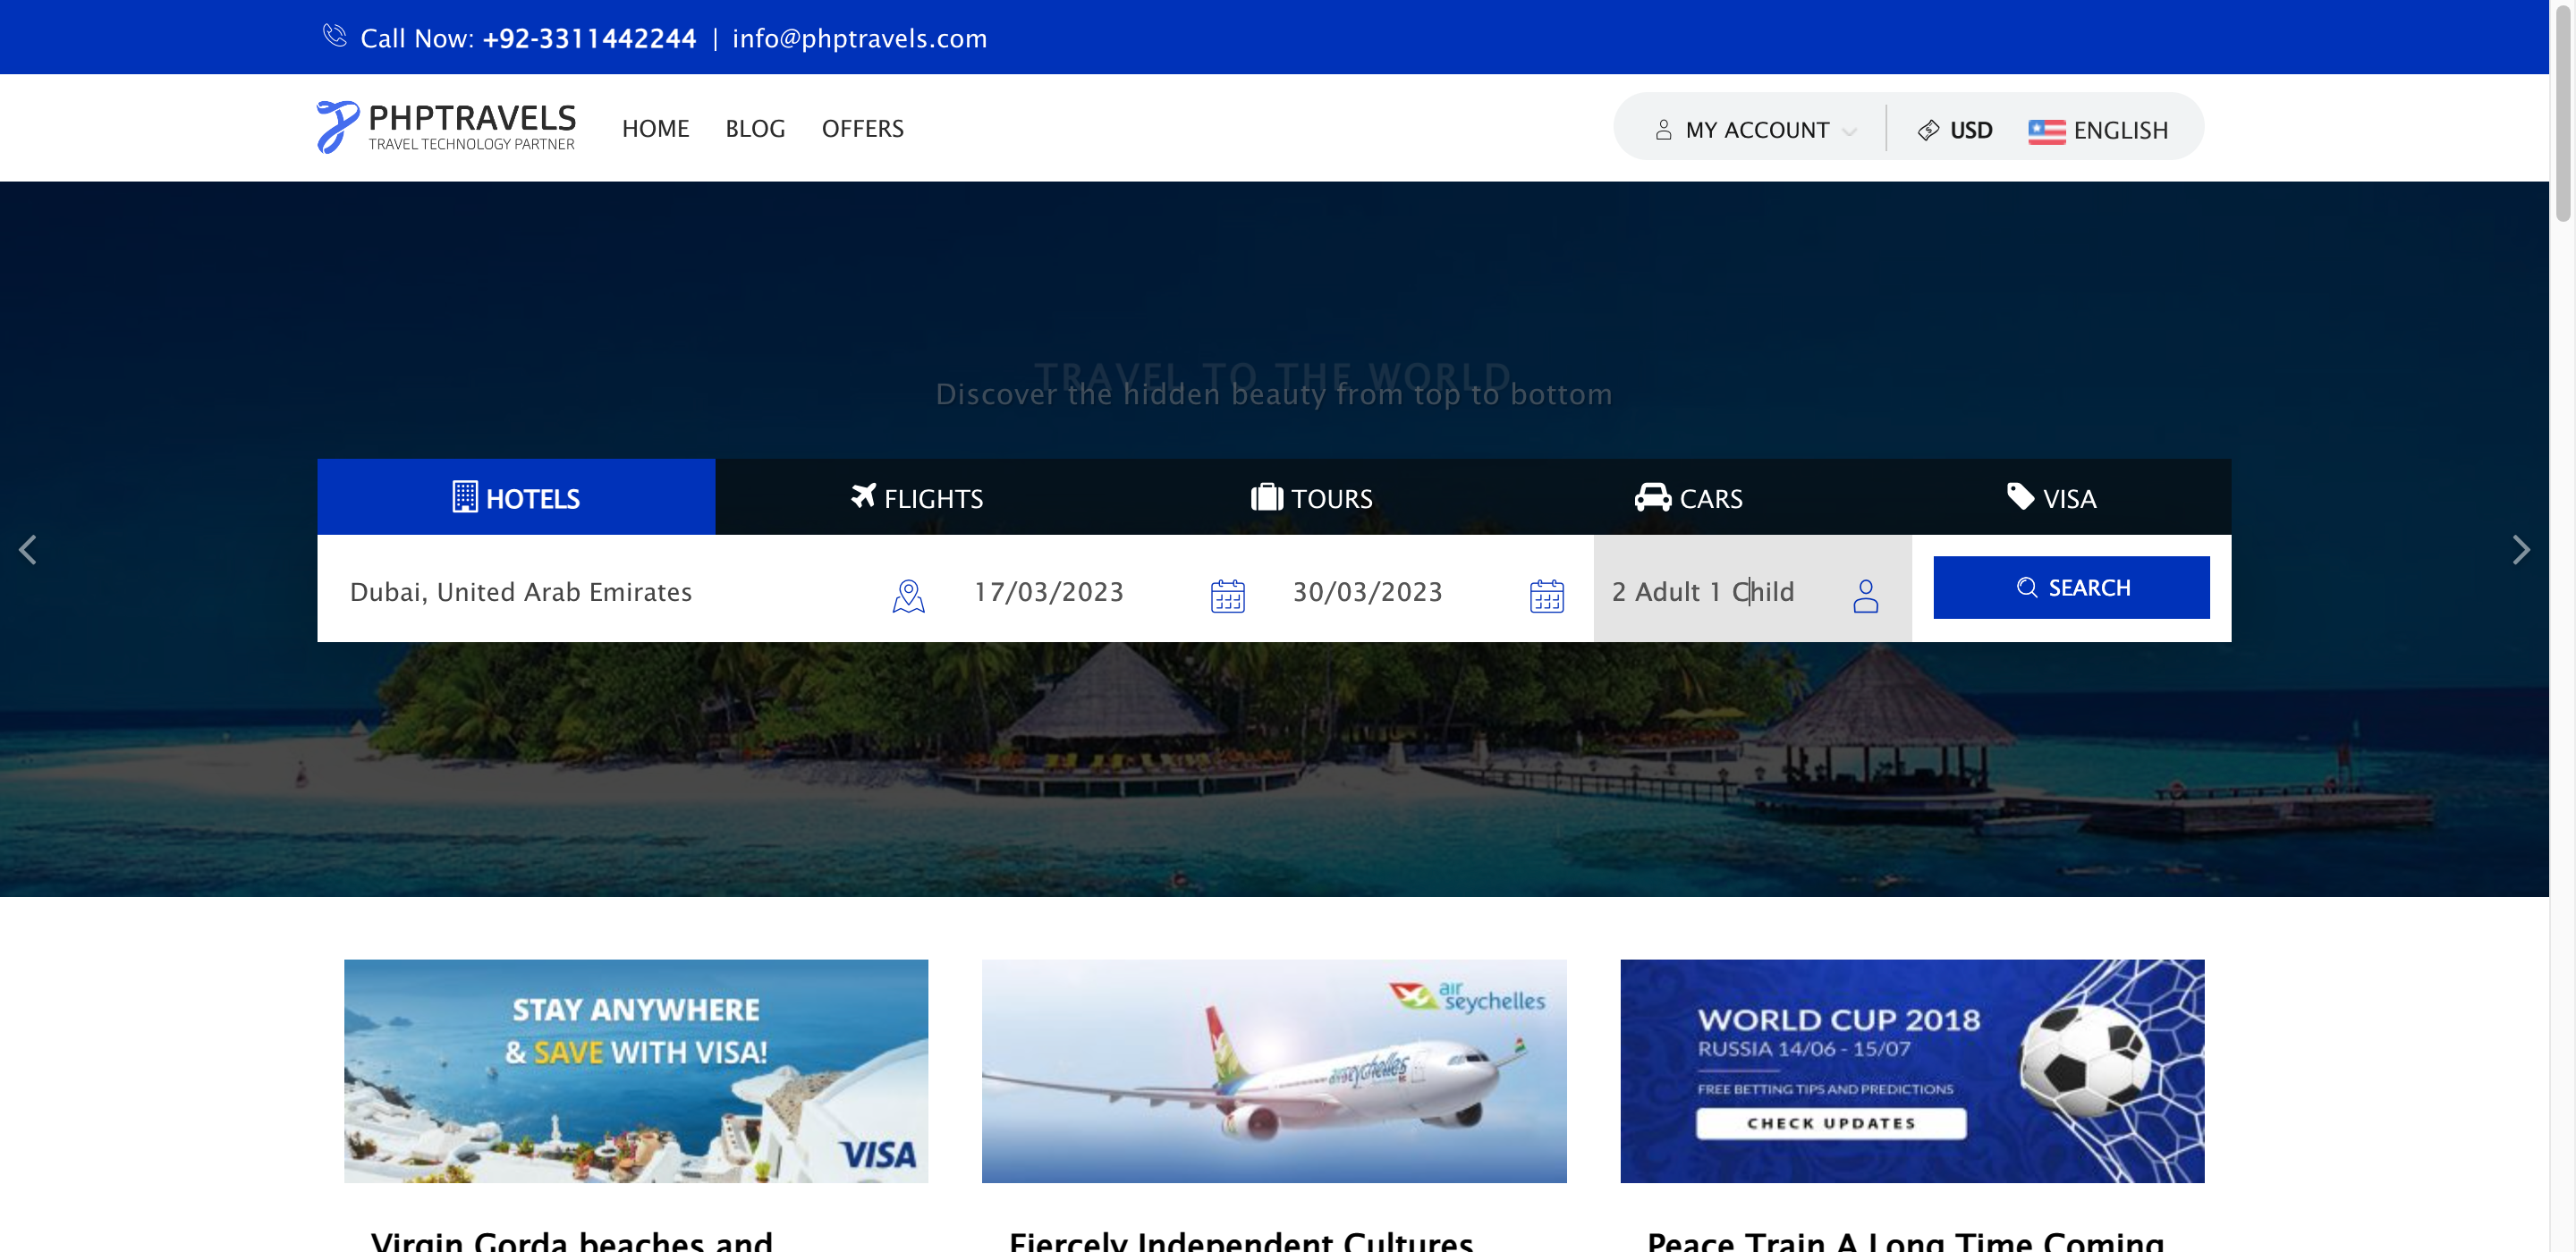 Call Now: +92-3311442244 | info@phptravels.com
PHPTRAVELS
TRAVEL TECHNOLOGY PARTNER
HOME BLOG OFFERS
MY ACCOUNT USD ENGLISH
TRAVEL TO THE WORLD
Discover the hidden beauty from top to bottom
HOTELS FLIGHTS TOURS CARS VISA
Dubai, United Arab Emirates 17/03/2023 30/03/2023 2 Adult 1 Child SEARCH
STAY ANYWHERE
& SAVE WITH VISA!
VISA
air
seychelles
air seychelles
WORLD CUP 2018
RUSSIA 14/06 - 15/07
FREE BETTING TIPS AND PREDICTIONS
CHECK UPDATES
Virgin Gorda beaches and
Fiercely Independent Cultures
Peace Train A Long Time Coming